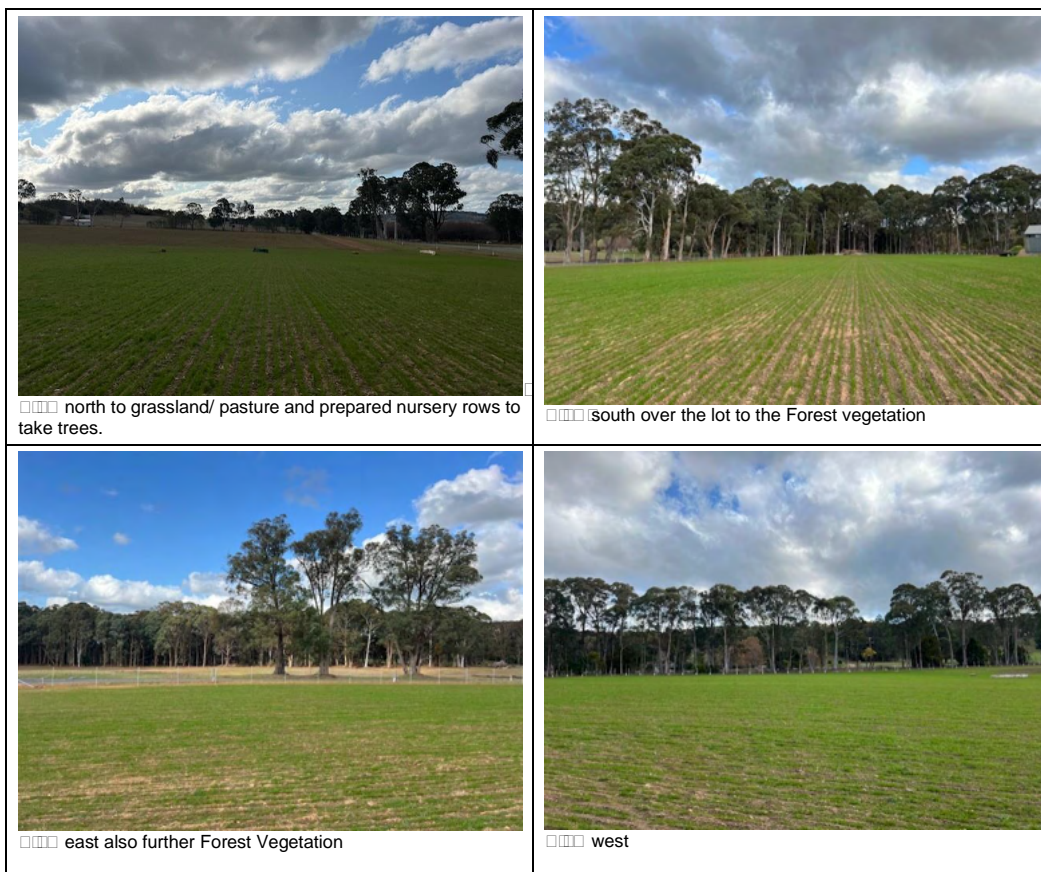 north to grassland/ pasture and prepared nursery rows to
take trees.
south over the lot to the Forest vegetation
east also further Forest Vegetation
west